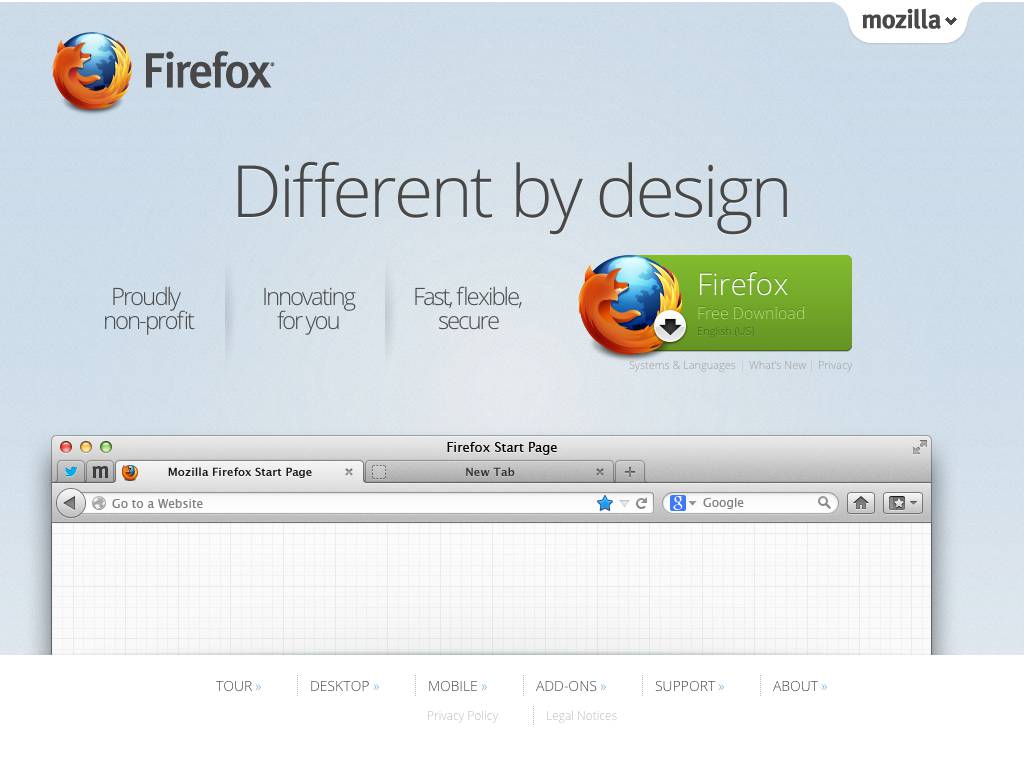 mozilla
Firefox
Different by design
Proudly
non-profit
Innovating
for you
Fast, flexible,
secure
Firefox
Free Download
English (US)
Systems & Languages | What's New | Privacy
Firefox Start Page
m Mozilla Firefox Start Page × New Tab × +
Go to a Website
8 Google
TOUR » DESKTOP » MOBILE » ADD-ONS » SUPPORT » ABOUT »
Privacy Policy Legal Notices